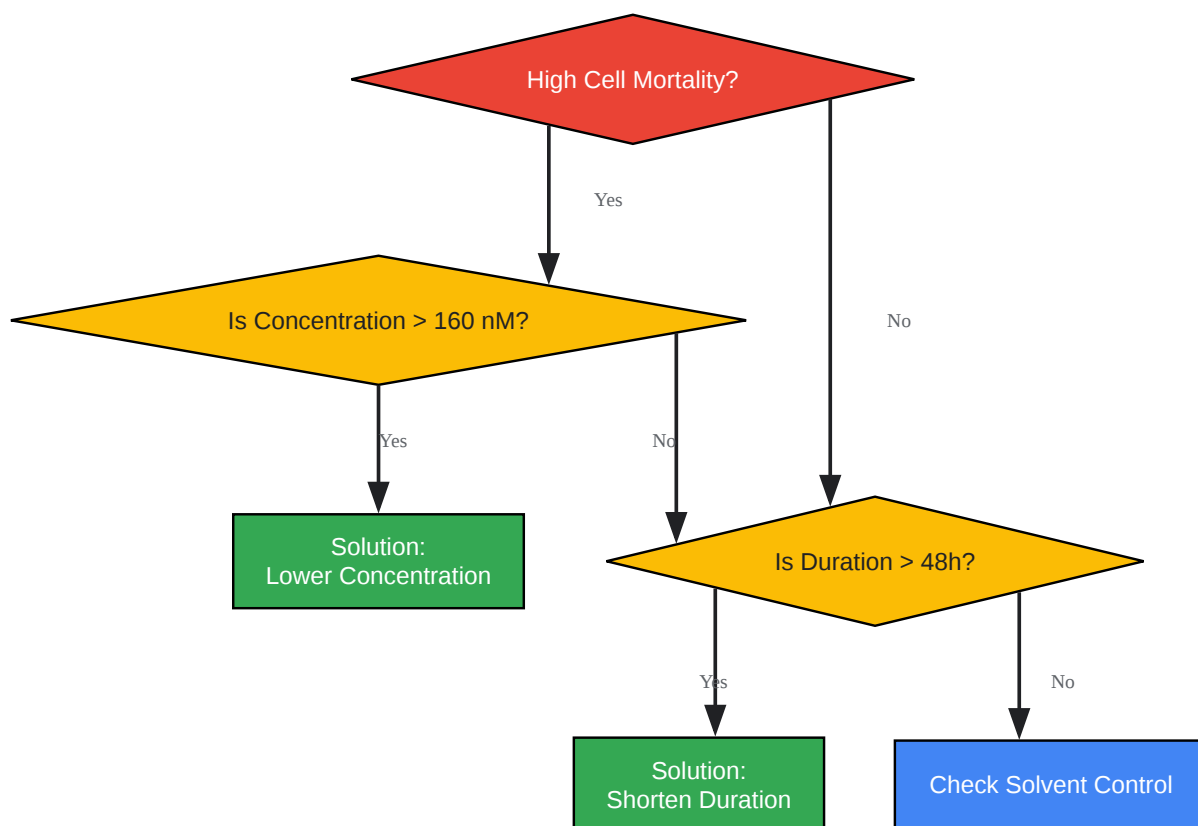 High Cell Mortality?
Yes
Is Concentration > 160 nM?
No
Yes
No
Solution:
Lower Concentration
Is Duration > 48h?
Yes
No
Solution:
Shorten Duration
Check Solvent Control